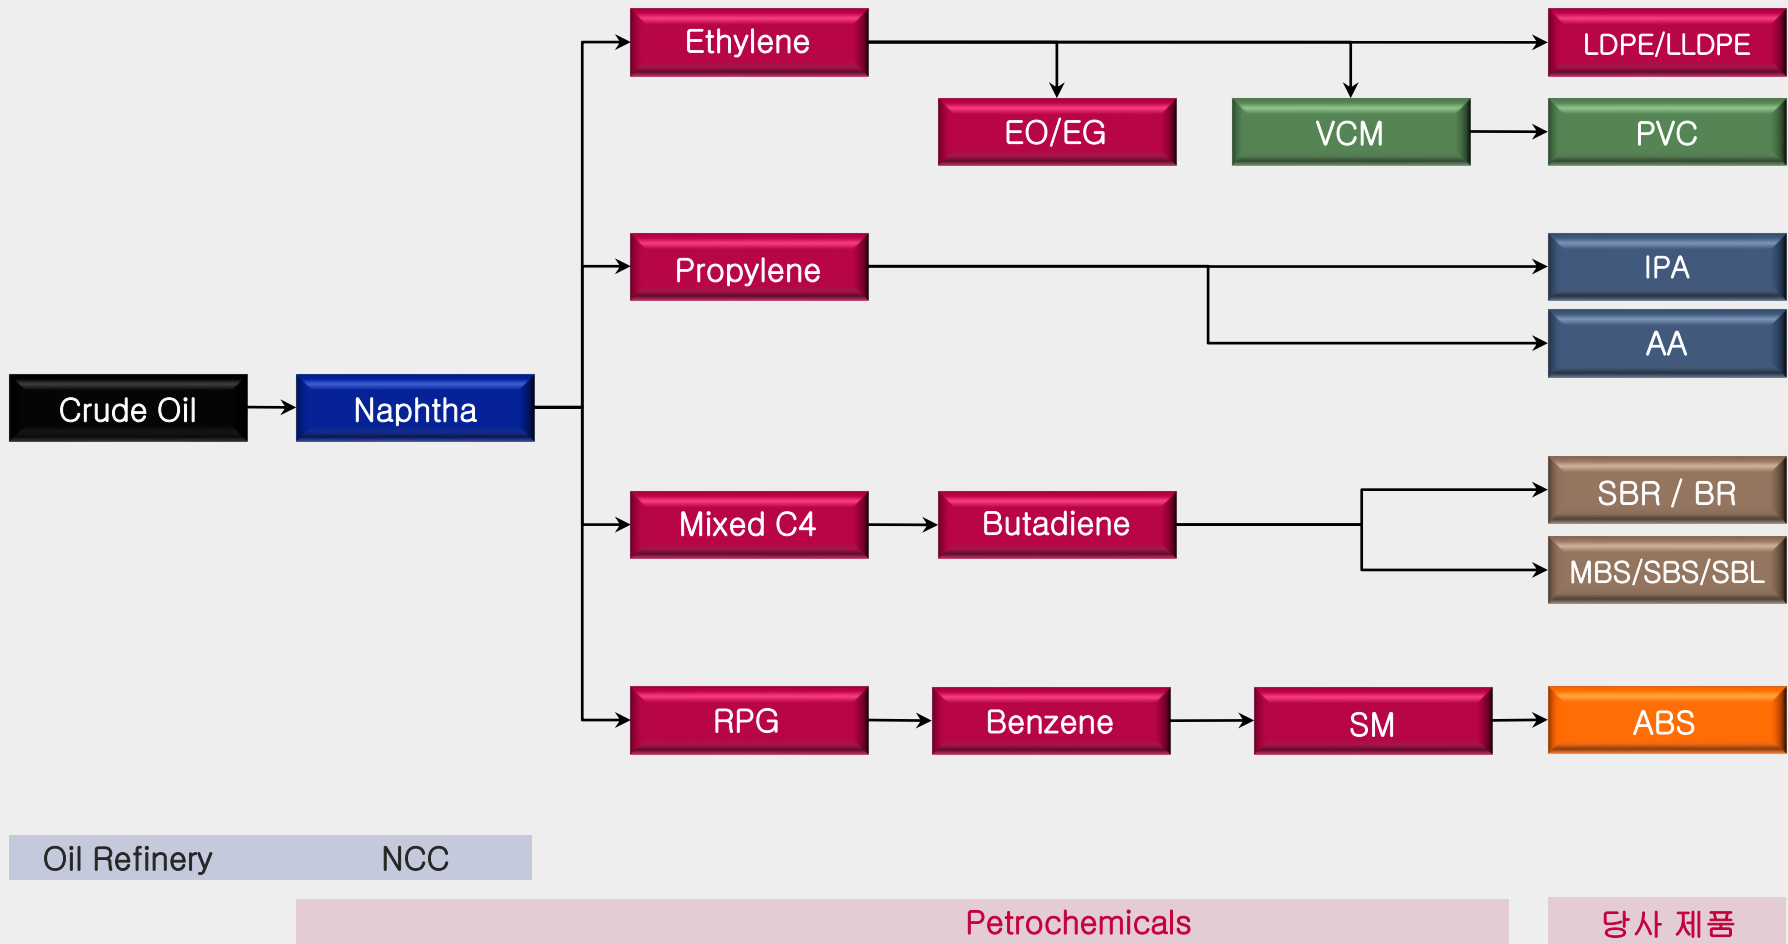 Ethylene
LDPE/LLDPE
EO/EG
VCM
PVC
Propylene
IPA
AA
Crude Oil
Naphtha
Mixed C4
Butadiene
SBR / BR
MBS/SBS/SBL
RPG
Benzene
SM
ABS
Oil Refinery
NCC
Petrochemicals
당사 제품